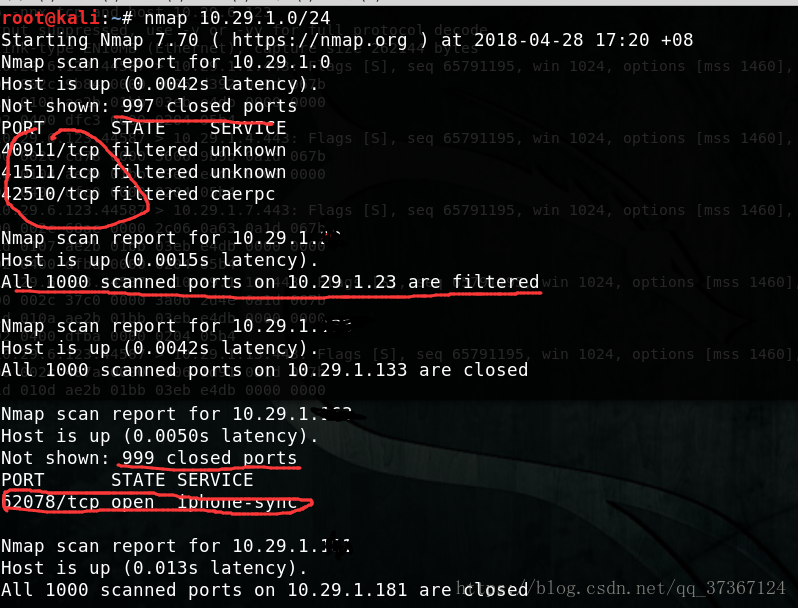 root@kali:~# nmap 10.29.1.0/24
Starting Nmap 7.70 ( https://nmap.org ) at 2018-04-28 17:20 +08
Nmap scan report for 10.29.1.0
Host is up (0.0042s latency).
Not shown: 997 closed ports
PORT STATE SERVICE
40911/tcp filtered unknown
41511/tcp filtered unknown
42510/tcp filtered caerpc
Nmap scan report for 10.29.1.
Host is up (0.0015s latency).
All 1000 scanned ports on 10.29.1.23 are filtered
Nmap scan report for 10.29.1.
Host is up (0.0042s latency).
All 1000 scanned ports on 10.29.1.133 are closed
Nmap scan report for 10.29.1.
Host is up (0.0050s latency).
Not shown: 999 closed ports
PORT STATE SERVICE
62078/tcp open iphone-sync
Nmap scan report for 10.29.1.
Host is up (0.013s latency).
All 1000 scanned ports on 10.29.1.181 are closed
https://blog.csdn.net/qq_37367124